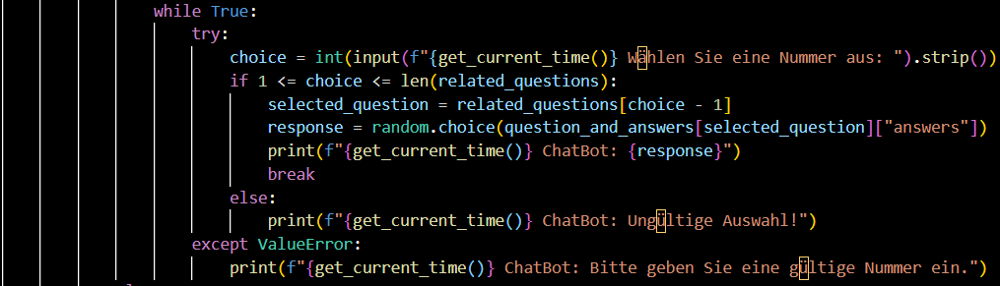 while True:
try:
choice = int(input(f"{get_current_time()} Wählen Sie eine Nummer aus: ").strip())
if 1 <= choice <= len(related_questions):
selected_question = related_questions[choice - 1]
response = random.choice(question_and_answers[selected_question]["answers"])
print(f"{get_current_time()} ChatBot: {response}")
break
else:
print(f"{get_current_time()} ChatBot: Ungültige Auswahl!")
except ValueError:
print(f"{get_current_time()} ChatBot: Bitte geben Sie eine gültige Nummer ein.")